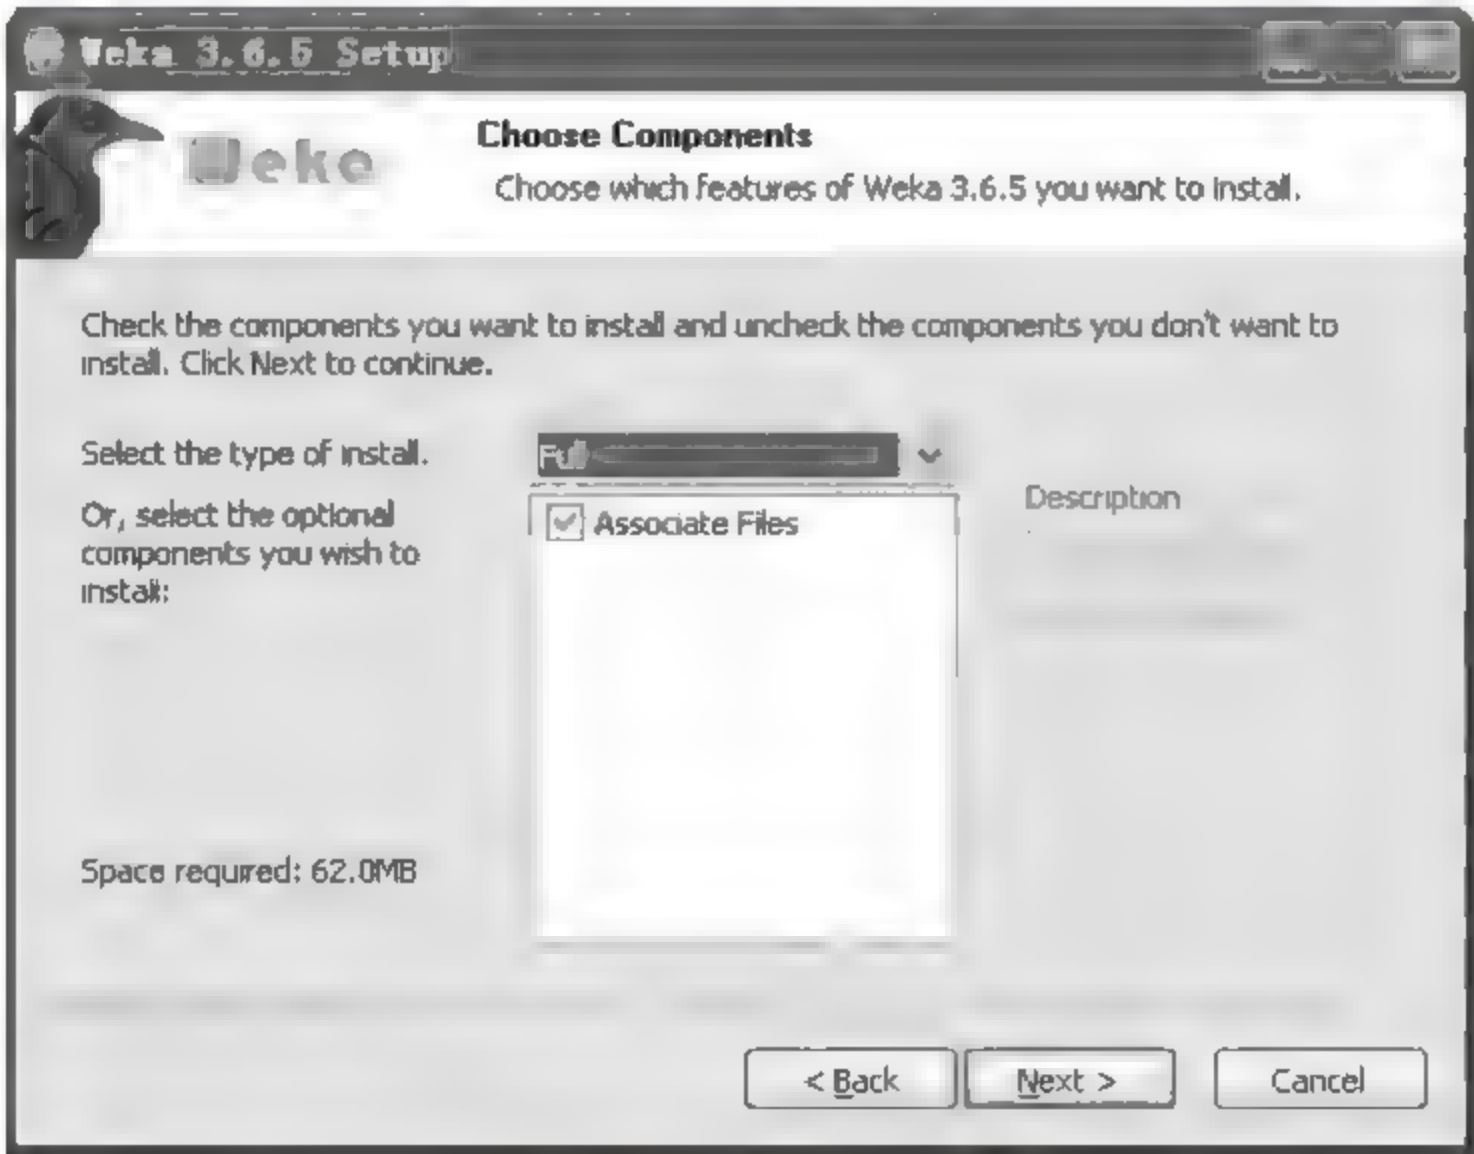 Weka 3.6.5 Setup
Weka
Choose Components
Choose which features of Weka 3.6.5 you want to install.
Check the components you want to install and uncheck the components you don't want to
install. Click Next to continue.
Select the type of install.
Full
Or, select the optional
components you wish to
install:
Associate Files
Description
Space required: 62.0MB
< Back
Next >
Cancel